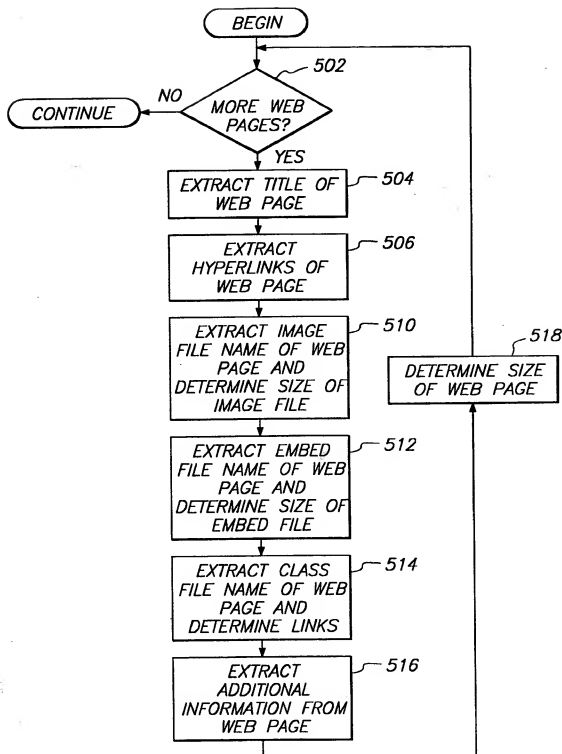 BEGIN
502
NO
CONTINUE
MORE WEB
PAGES?
YES
EXTRACT TITLE OF
WEB PAGE
504
EXTRACT
HYPERLINKS OF
WEB PAGE
506
EXTRACT IMAGE
FILE NAME OF WEB
PAGE AND
DETERMINE SIZE OF
IMAGE FILE
510
518
DETERMINE SIZE
OF WEB PAGE
EXTRACT EMBED
FILE NAME OF WEB
PAGE AND
DETERMINE SIZE OF
EMBED FILE
512
EXTRACT CLASS
FILE NAME OF WEB
PAGE AND
DETERMINE LINKS
514
EXTRACT
ADDITIONAL
INFORMATION FROM
WEB PAGE
516